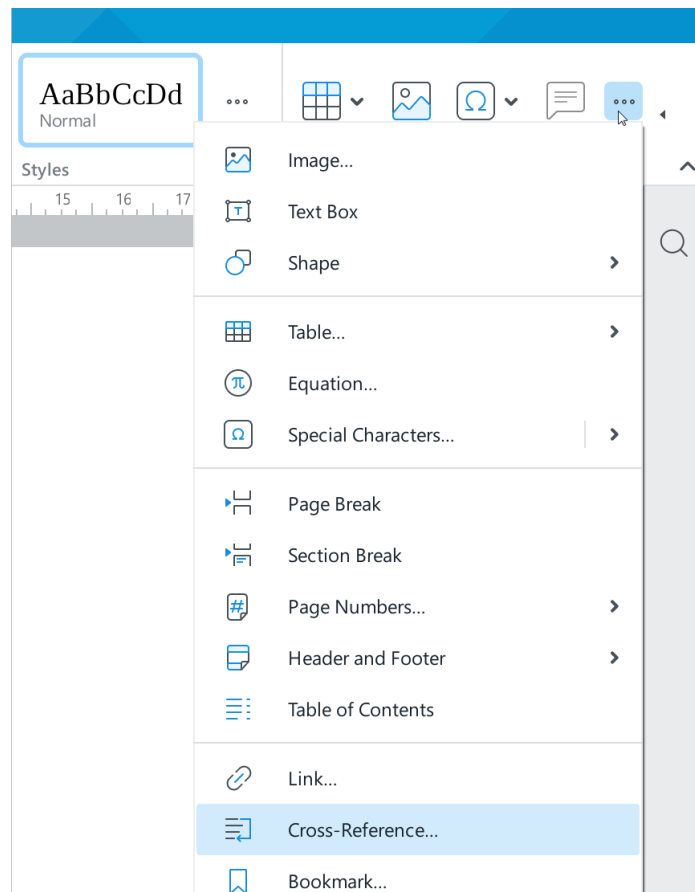 AaBbCcDd
Normal
Styles
15 16 17
Image...
Text Box
Shape
Table...
Equation...
Special Characters...
Page Break
Section Break
Page Numbers...
Header and Footer
Table of Contents
Link...
Cross-Reference...
Bookmark...